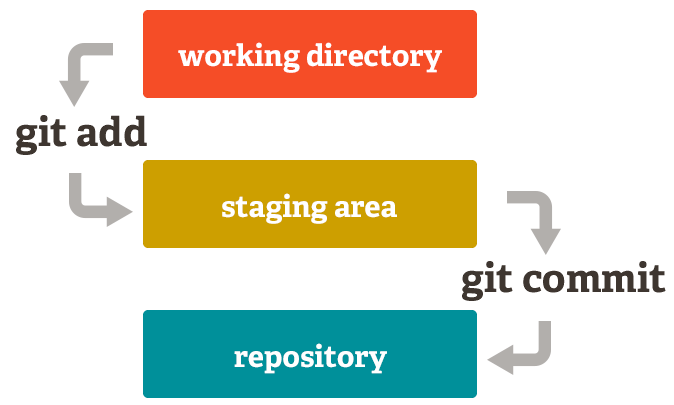 working directory
git add
staging area
git commit
repository